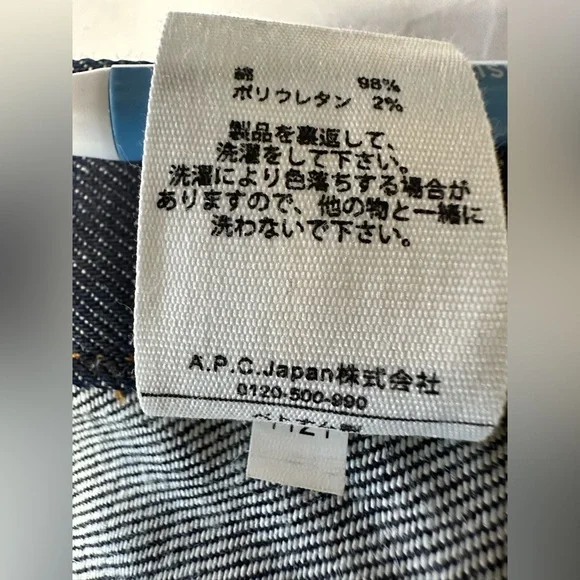 綿 98%
ポリウレタン 2%
製品を裏返して、
洗濯をして下さい。
洗濯により色落ちする場合が
ありますので、他の物と一緒に
洗わないで下さい。
A.P.C.Japan株式会社
0120-500-990